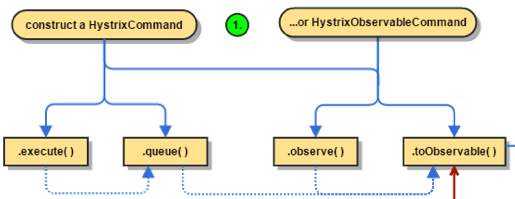 construct a HystrixCommand
1.
...or HystrixObservableCommand
.execute( )
.queue( )
.observe( )
.toObservable( )